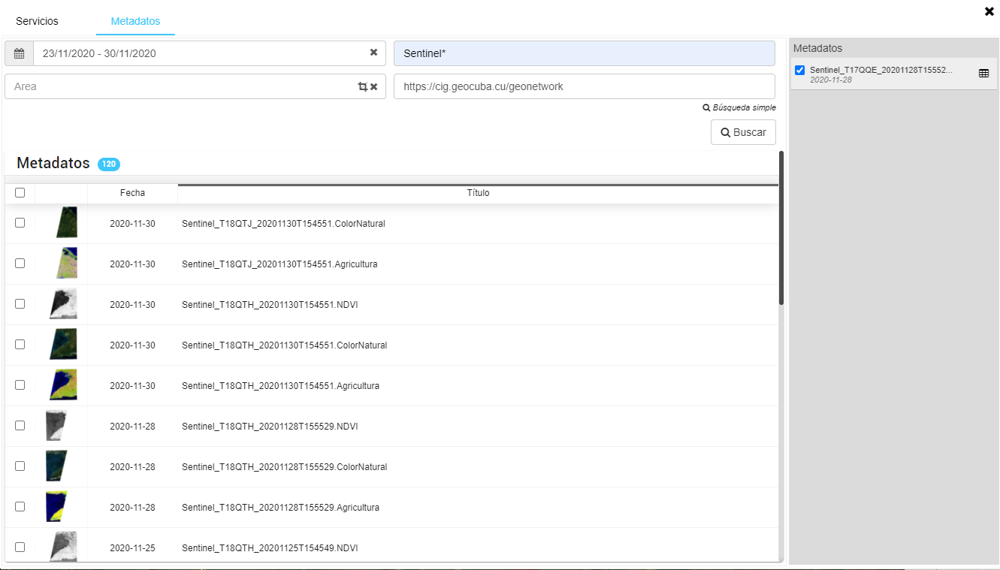 Servicios
Metadatos
23/11/2020 - 30/11/2020
Sentinel*
Area
https://cig.geocuba.cu/geonetwork
Búsqueda simple
Buscar
Metadatos 120
Fecha Título
2020-11-30 Sentinel_T18QTJ_20201130T154551.ColorNatural
2020-11-30 Sentinel_T18QTJ_20201130T154551.Agricultura
2020-11-30 Sentinel_T18QTH_20201130T154551.NDVI
2020-11-30 Sentinel_T18QTH_20201130T154551.ColorNatural
2020-11-30 Sentinel_T18QTH_20201130T154551.Agricultura
2020-11-28 Sentinel_T18QTH_20201128T155529.NDVI
2020-11-28 Sentinel_T18QTH_20201128T155529.ColorNatural
2020-11-28 Sentinel_T18QTH_20201128T155529.Agricultura
2020-11-25 Sentinel_T18QTH_20201125T154549.NDVI
Metadatos
Sentinel_T17QQE_20201128T15552...
2020-11-28